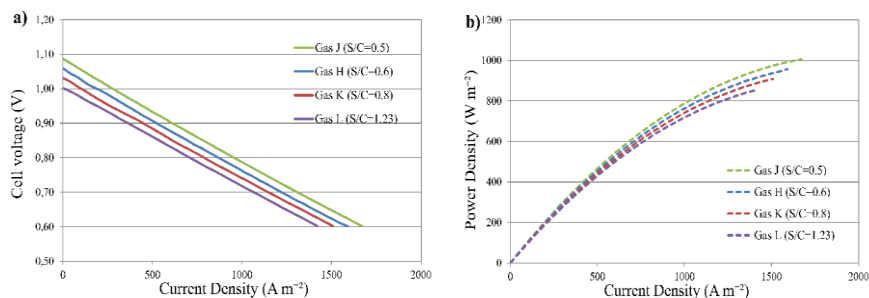 a)
1,20
1,10
1,00
0,90
0,80
0,70
0,60
0,50
Cell voltage (V)
Gas J (S/C=0.5)
Gas H (S/C=0.6)
Gas K (S/C=0.8)
Gas L (S/C=1.23)
0 500 1000 1500 2000
Current Density (A m⁻²)
b)
1200
1000
800
600
400
200
0
Power Density (W m⁻²)
Gas J (S/C=0.5)
Gas H (S/C=0.6)
Gas K (S/C=0.8)
Gas L (S/C=1.23)
0 500 1000 1500 2000
Current Density (A m⁻²)